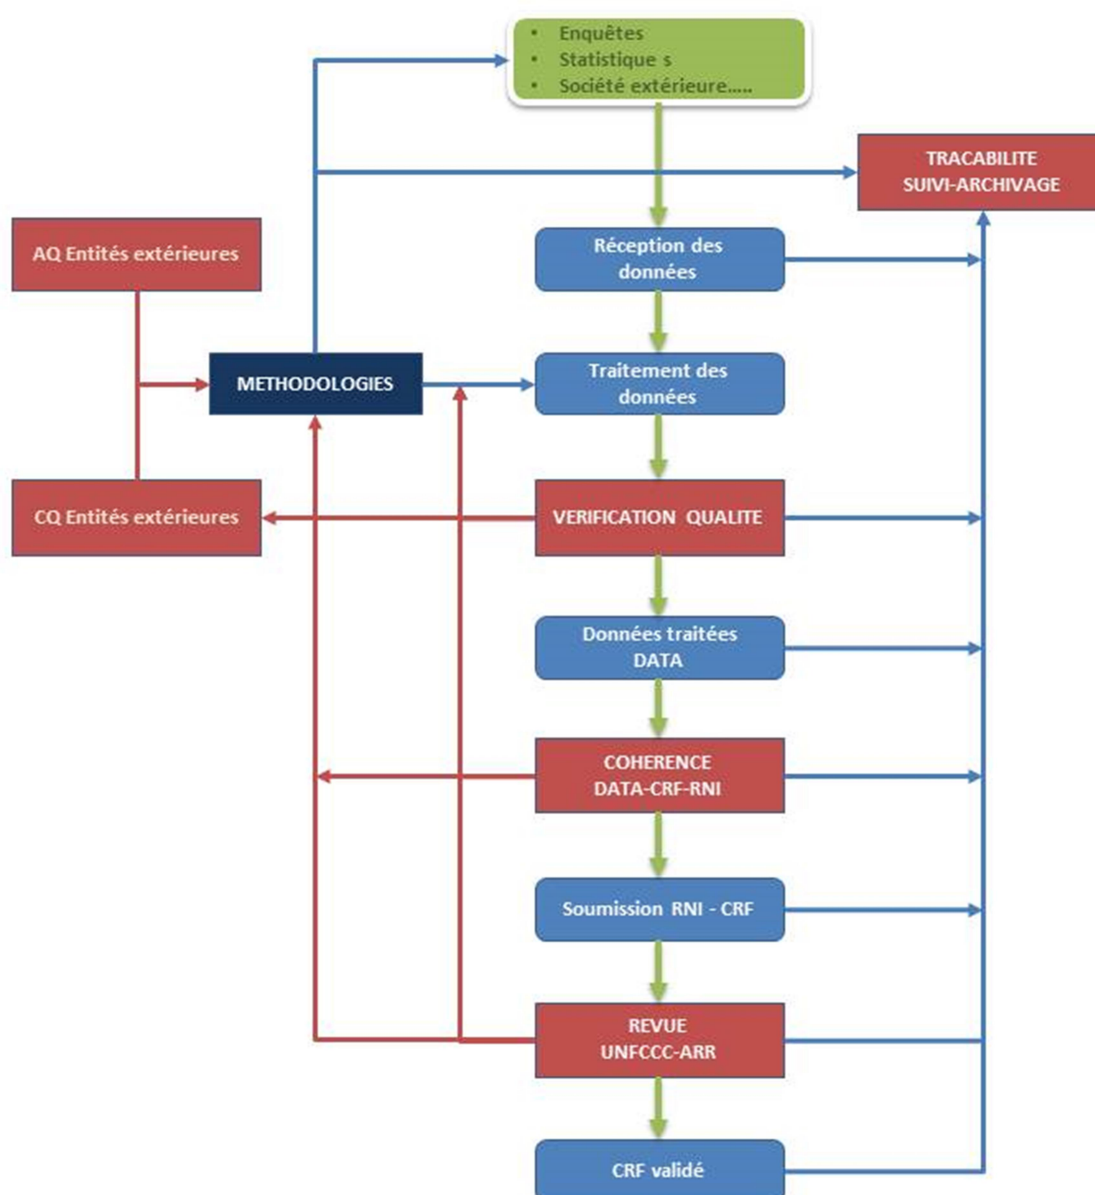 • Enquêtes
• Statistique s
• Société extérieure.....
TRACABILITE
SUIVI-ARCHIVAGE
AQ Entités extérieures
Réception des
données
METHODOLOGIES
Traitement des
données
CQ Entités extérieures
VERIFICATION QUALITE
Données traitées
DATA
COHERENCE
DATA-CRF-RNI
Soumission RNI - CRF
REVUE
UNFCCC-ARR
CRF validé